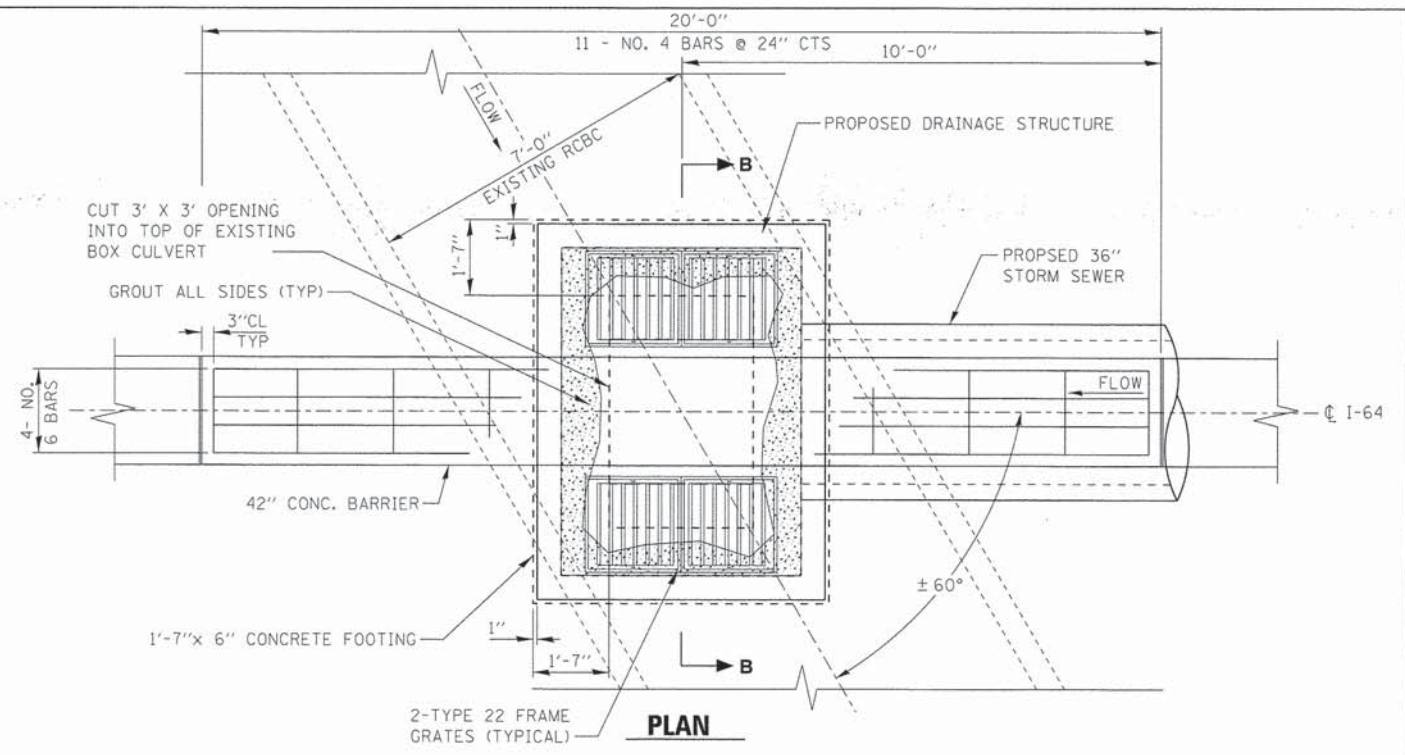 20'-0"
11 - NO. 4 BARS @ 24" CTS
10'-0"
FLOW
7'-0"
EXISTING RCBC
B
PROPOSED DRAINAGE STRUCTURE
CUT 3' X 3' OPENING
INTO TOP OF EXISTING
BOX CULVERT
1"
1'-7"
PROPSED 36"
STORM SEWER
GROUT ALL SIDES (TYP)
3"CL
TYP
4- NO.
6 BARS
FLOW
℄ I-64
42" CONC. BARRIER
±60°
1'-7"x 6" CONCRETE FOOTING
1"
1'-7"
B
2-TYPE 22 FRAME
GRATES (TYPICAL)
PLAN